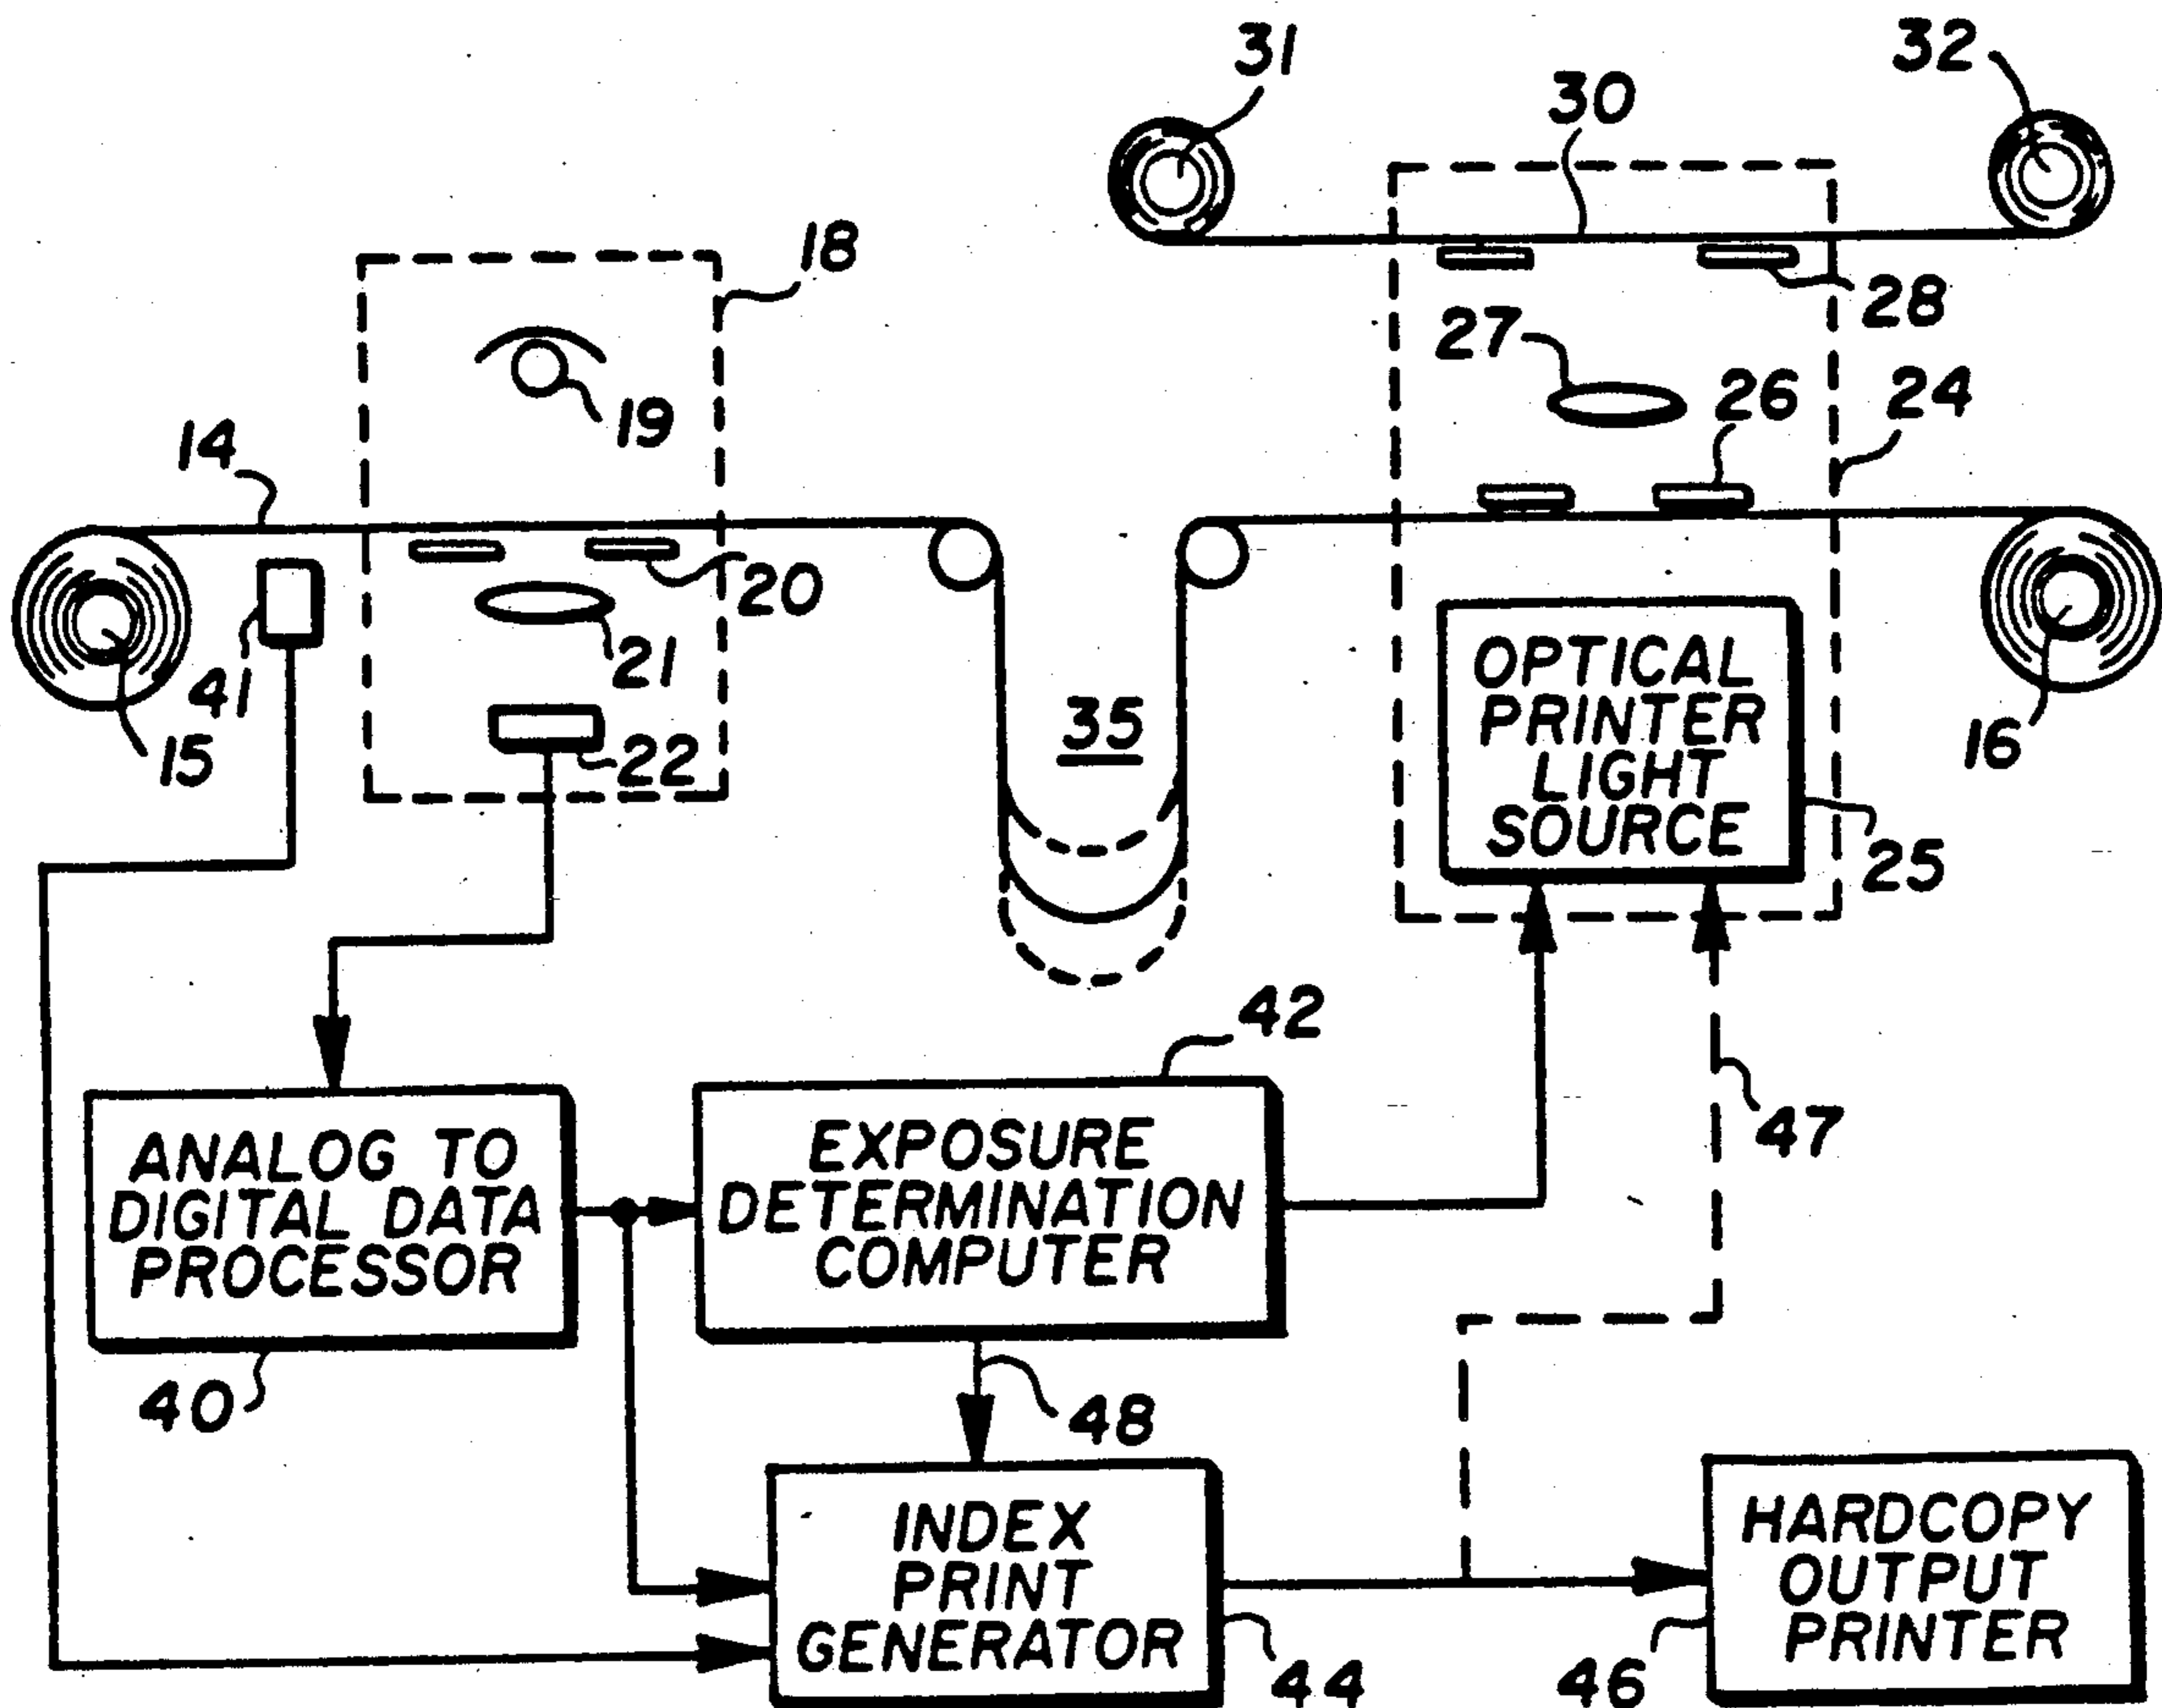 31
32
30
18
28
27
26
24
19
14
20
41
21
15
22
35
OPTICAL
PRINTER
LIGHT
SOURCE
16
25
42
47
ANALOG TO
DIGITAL DATA
PROCESSOR
EXPOSURE
DETERMINATION
COMPUTER
40
48
INDEX
PRINT
GENERATOR
HARDCOPY
OUTPUT
PRINTER
44
46